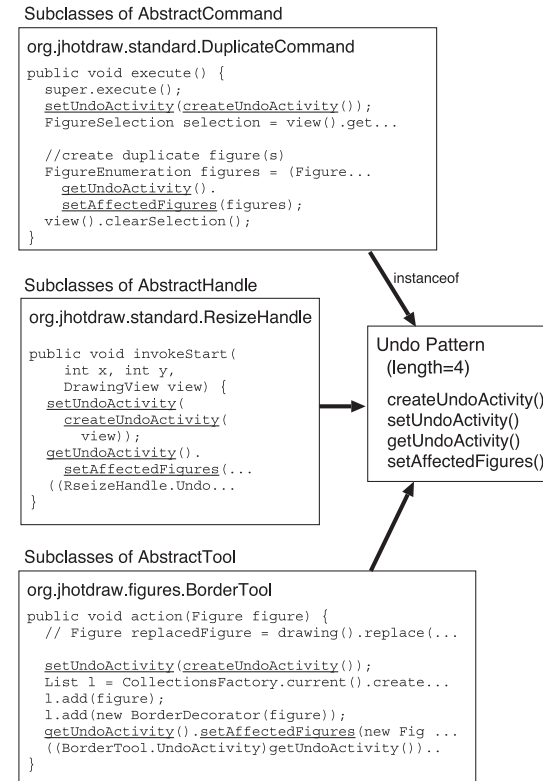 Subclasses of AbstractCommand
org.jhotdraw.standard.DuplicateCommand
public void execute() {
super.execute();
setUndoActivity(createUndoActivity());
FigureSelection selection = view().get...
//create duplicate figure(s)
FigureEnumeration figures = (Figure...
getUndoActivity().
setAffectedFigures(figures);
view().clearSelection();
}
instanceof
Subclasses of AbstractHandle
org.jhotdraw.standard.ResizeHandle
public void invokeStart(
int x, int y,
DrawingView view) {
setUndoActivity(
createUndoActivity(
view));
getUndoActivity().
setAffectedFigures(...
((RseizeHandle.Undo...
}
Undo Pattern
(length=4)
createUndoActivity()
setUndoActivity()
getUndoActivity()
setAffectedFigures()
Subclasses of AbstractTool
org.jhotdraw.figures.BorderTool
public void action(Figure figure) {
// Figure replacedFigure = drawing().replace(...
setUndoActivity(createUndoActivity());
List l = CollectionsFactory.current().create...
l.add(figure);
l.add(new BorderDecorator(figure));
getUndoActivity().setAffectedFigures(new Fig ...
((BorderTool.UndoActivity)getUndoActivity())..
}